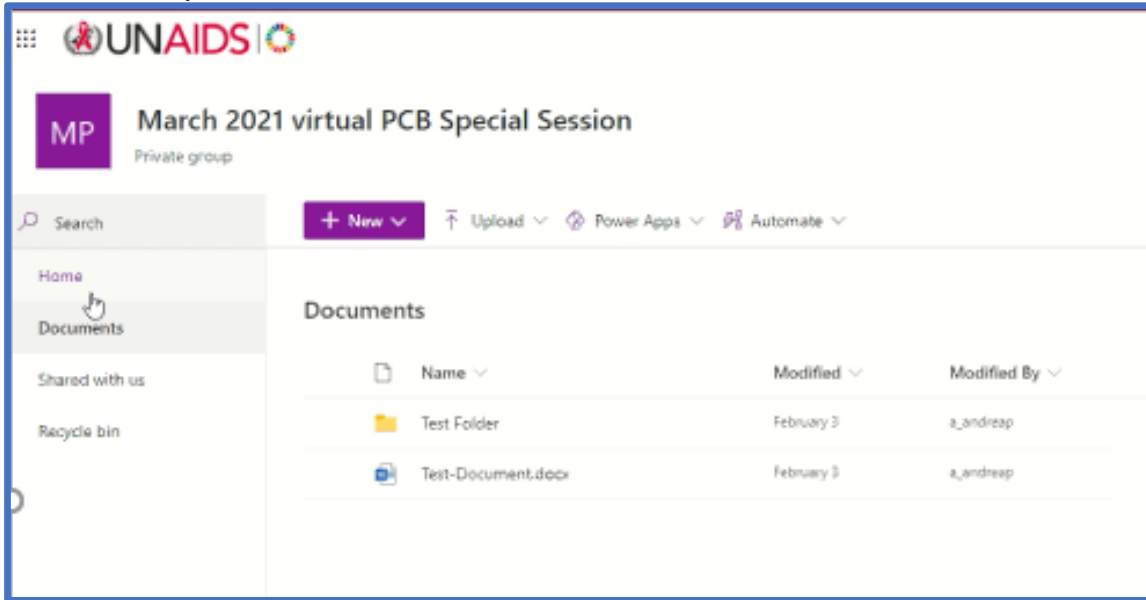 UNAIDS
MP
March 2021 virtual PCB Special Session
Private group
Search
+ New
Upload
Power Apps
Automate
Home
Documents
Shared with us
Recycle bin
Documents
Name
Modified
Modified By
Test Folder
February 3
a_andreap
Test-Document.docx
February 3
a_andreap